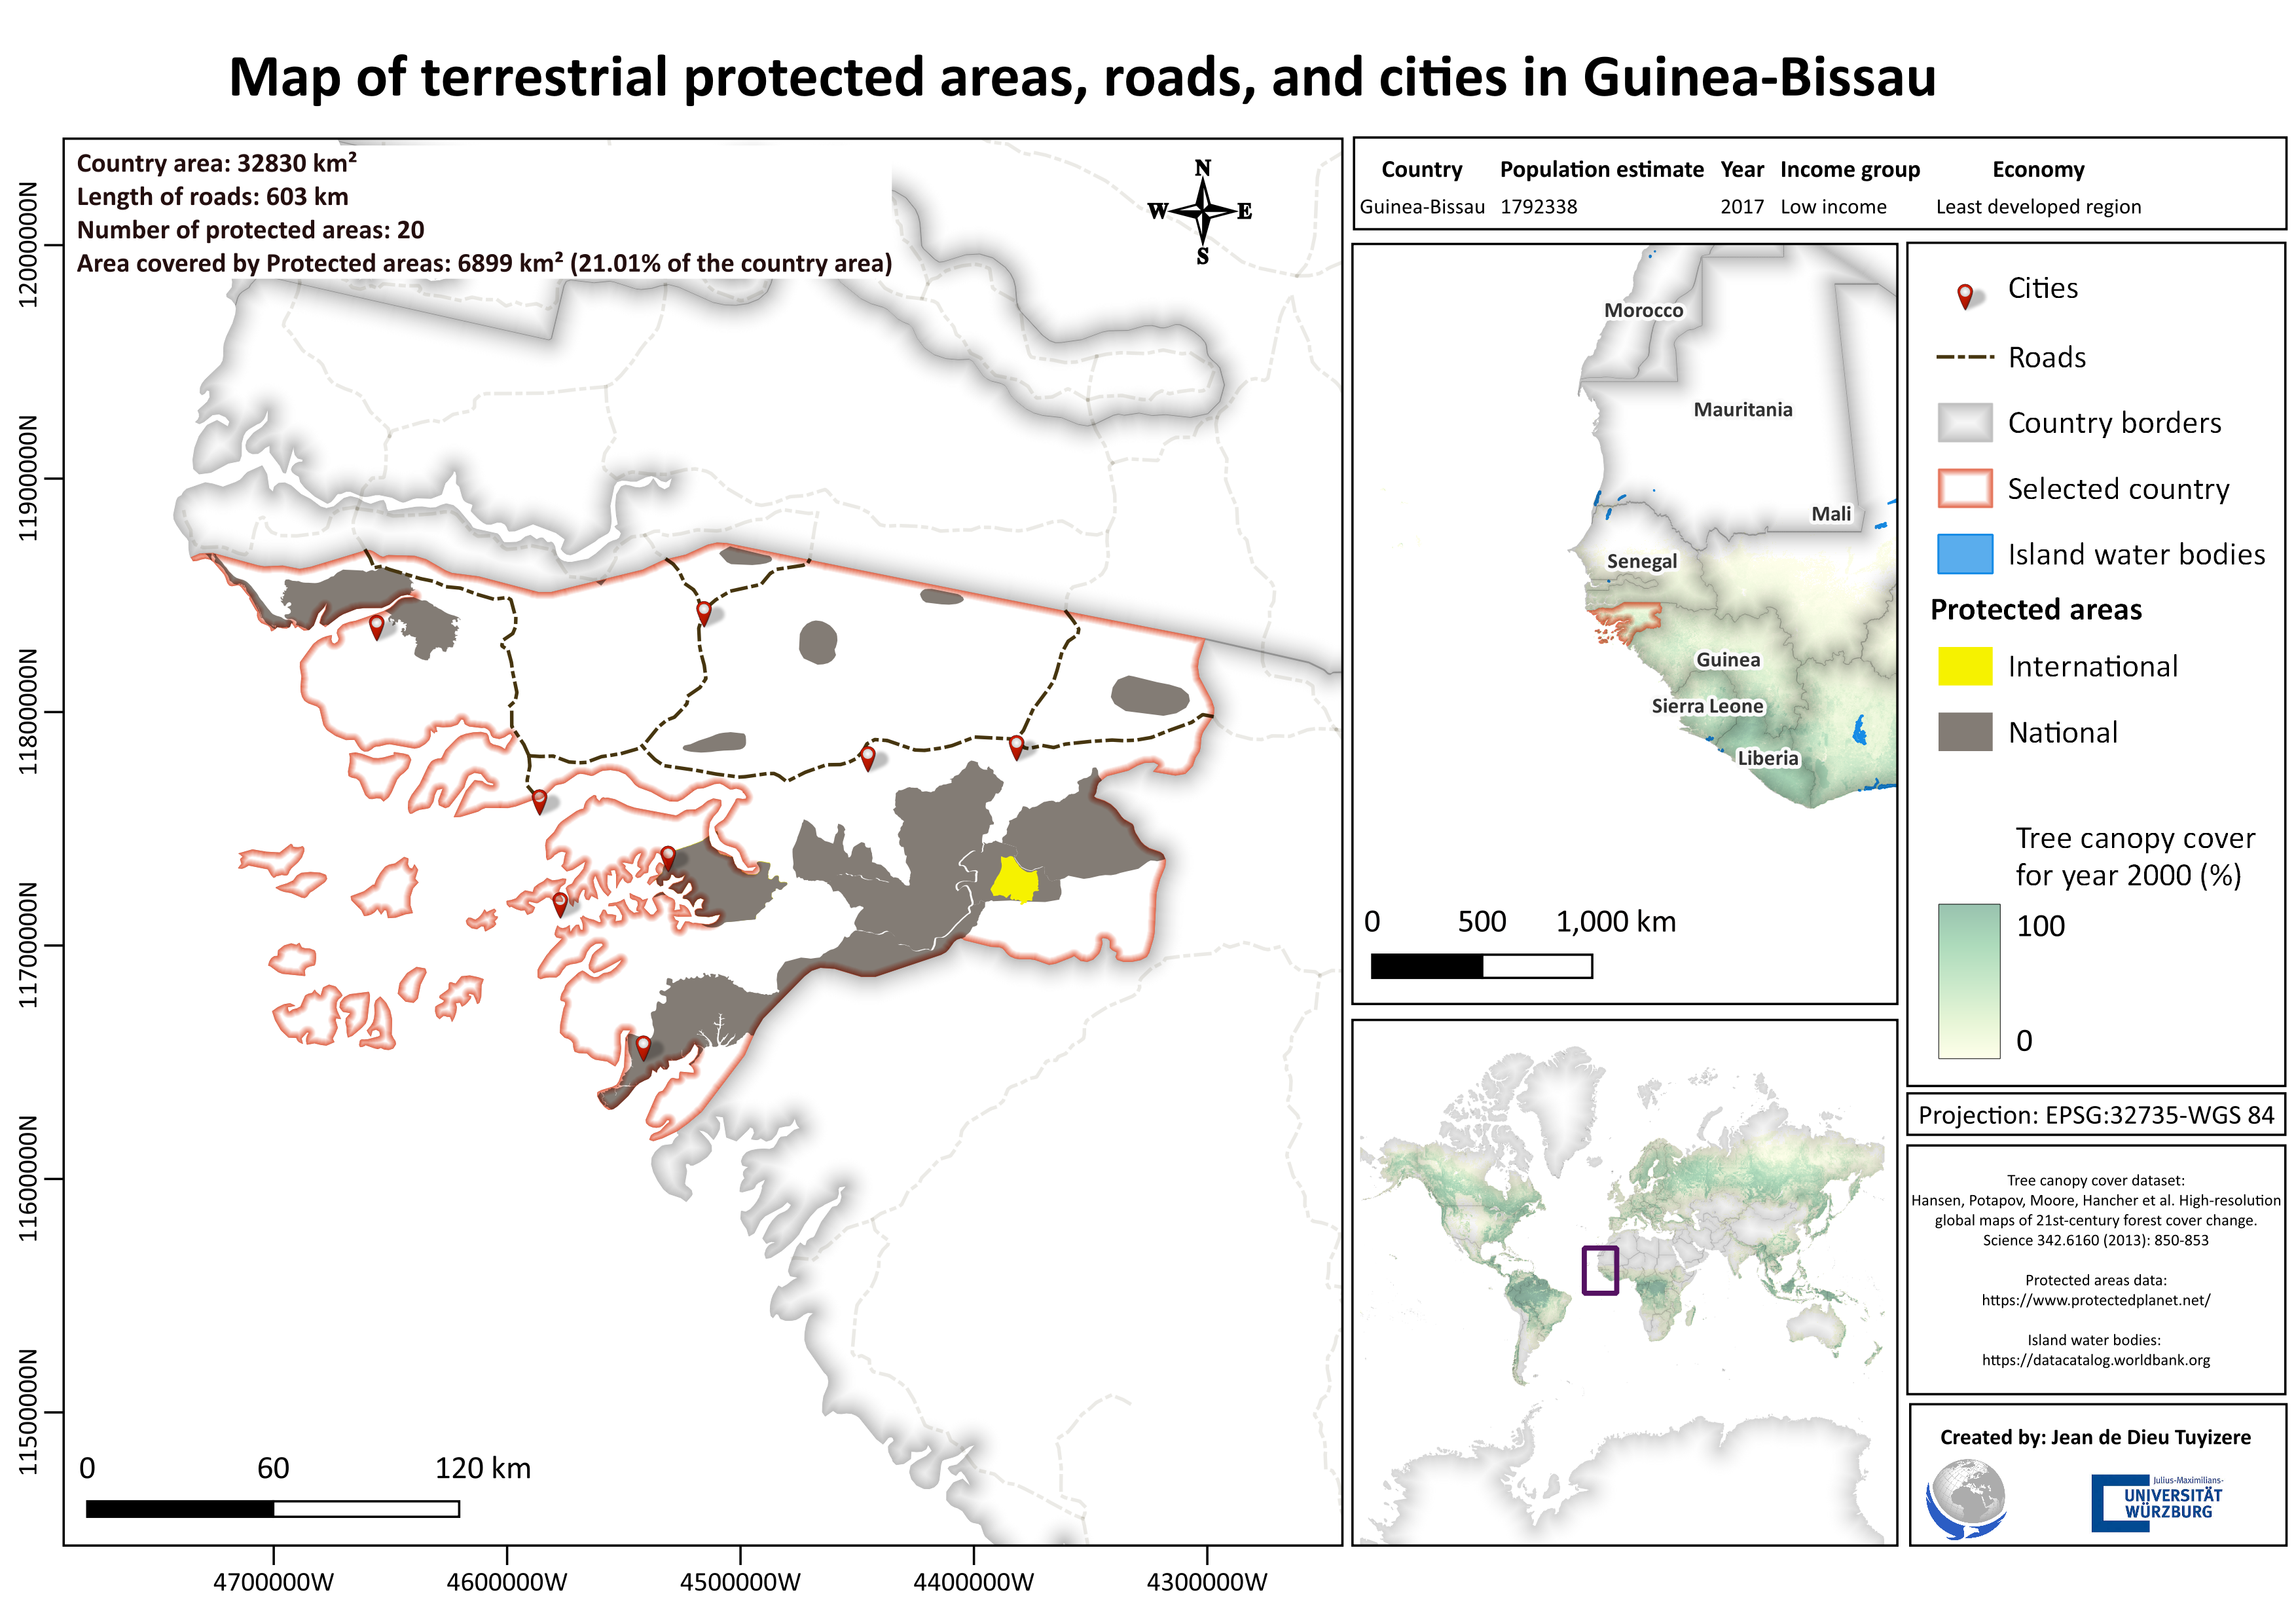 Map of terrestrial protected areas, roads, and cities in Guinea-Bissau
Country area: 32830 km²
Length of roads: 603 km
Number of protected areas: 20
Area covered by Protected areas: 6899 km² (21.01% of the country area)
N
W E
S
1200000N
1190000N
1180000N
1170000N
1160000N
1150000N
0 60 120 km
4700000W 4600000W 4500000W 4400000W 4300000W
Country Population estimate Year Income group Economy
Guinea-Bissau 1792338 2017 Low income Least developed region
Morocco
Mauritania
Mali
Senegal
Guinea
Sierra Leone
Liberia
0 500 1,000 km
Cities
Roads
Country borders
Selected country
Island water bodies
Protected areas
International
National
Tree canopy cover
for year 2000 (%)
100
0
Projection: EPSG:32735-WGS 84
Tree canopy cover dataset:
Hansen, Potapov, Moore, Hancher et al. High-resolution
global maps of 21st-century forest cover change.
Science 342.6160 (2013): 850-853
Protected areas data:
https://www.protectedplanet.net/
Island water bodies:
https://datacatalog.worldbank.org
Created by: Jean de Dieu Tuyizere
Julius-Maximilians-
UNIVERSITÄT
WÜRZBURG